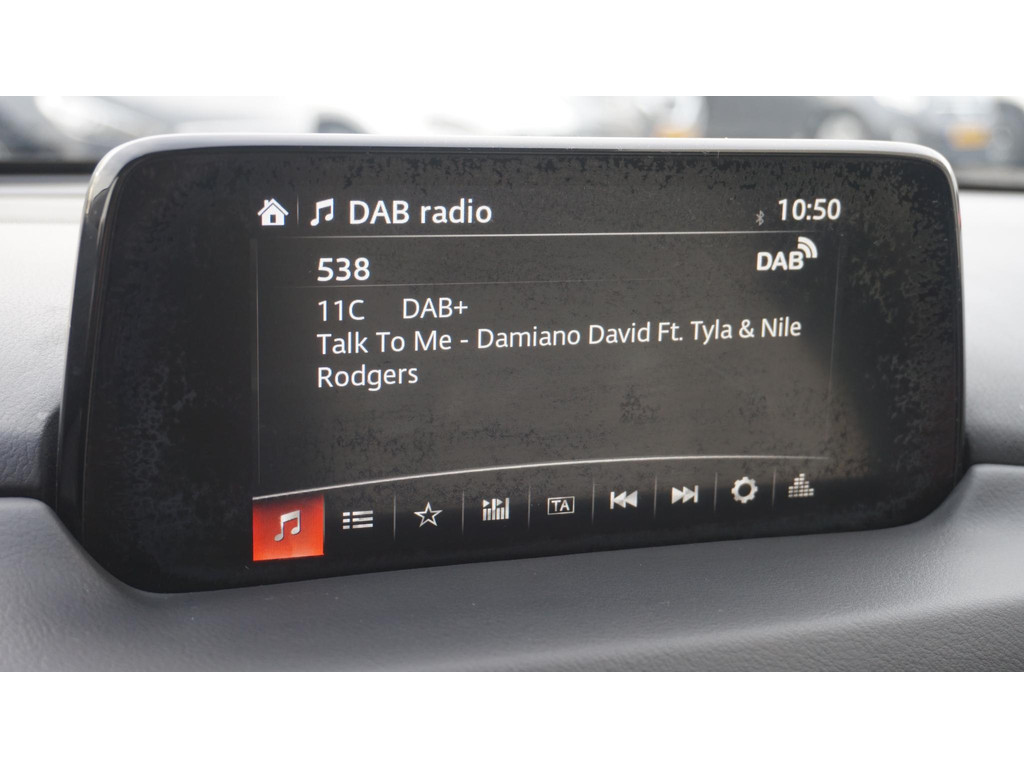 DAB radio
10:50
538
DAB
11C DAB+
Talk To Me - Damiano David Ft. Tyla & Nile
Rodgers
TA